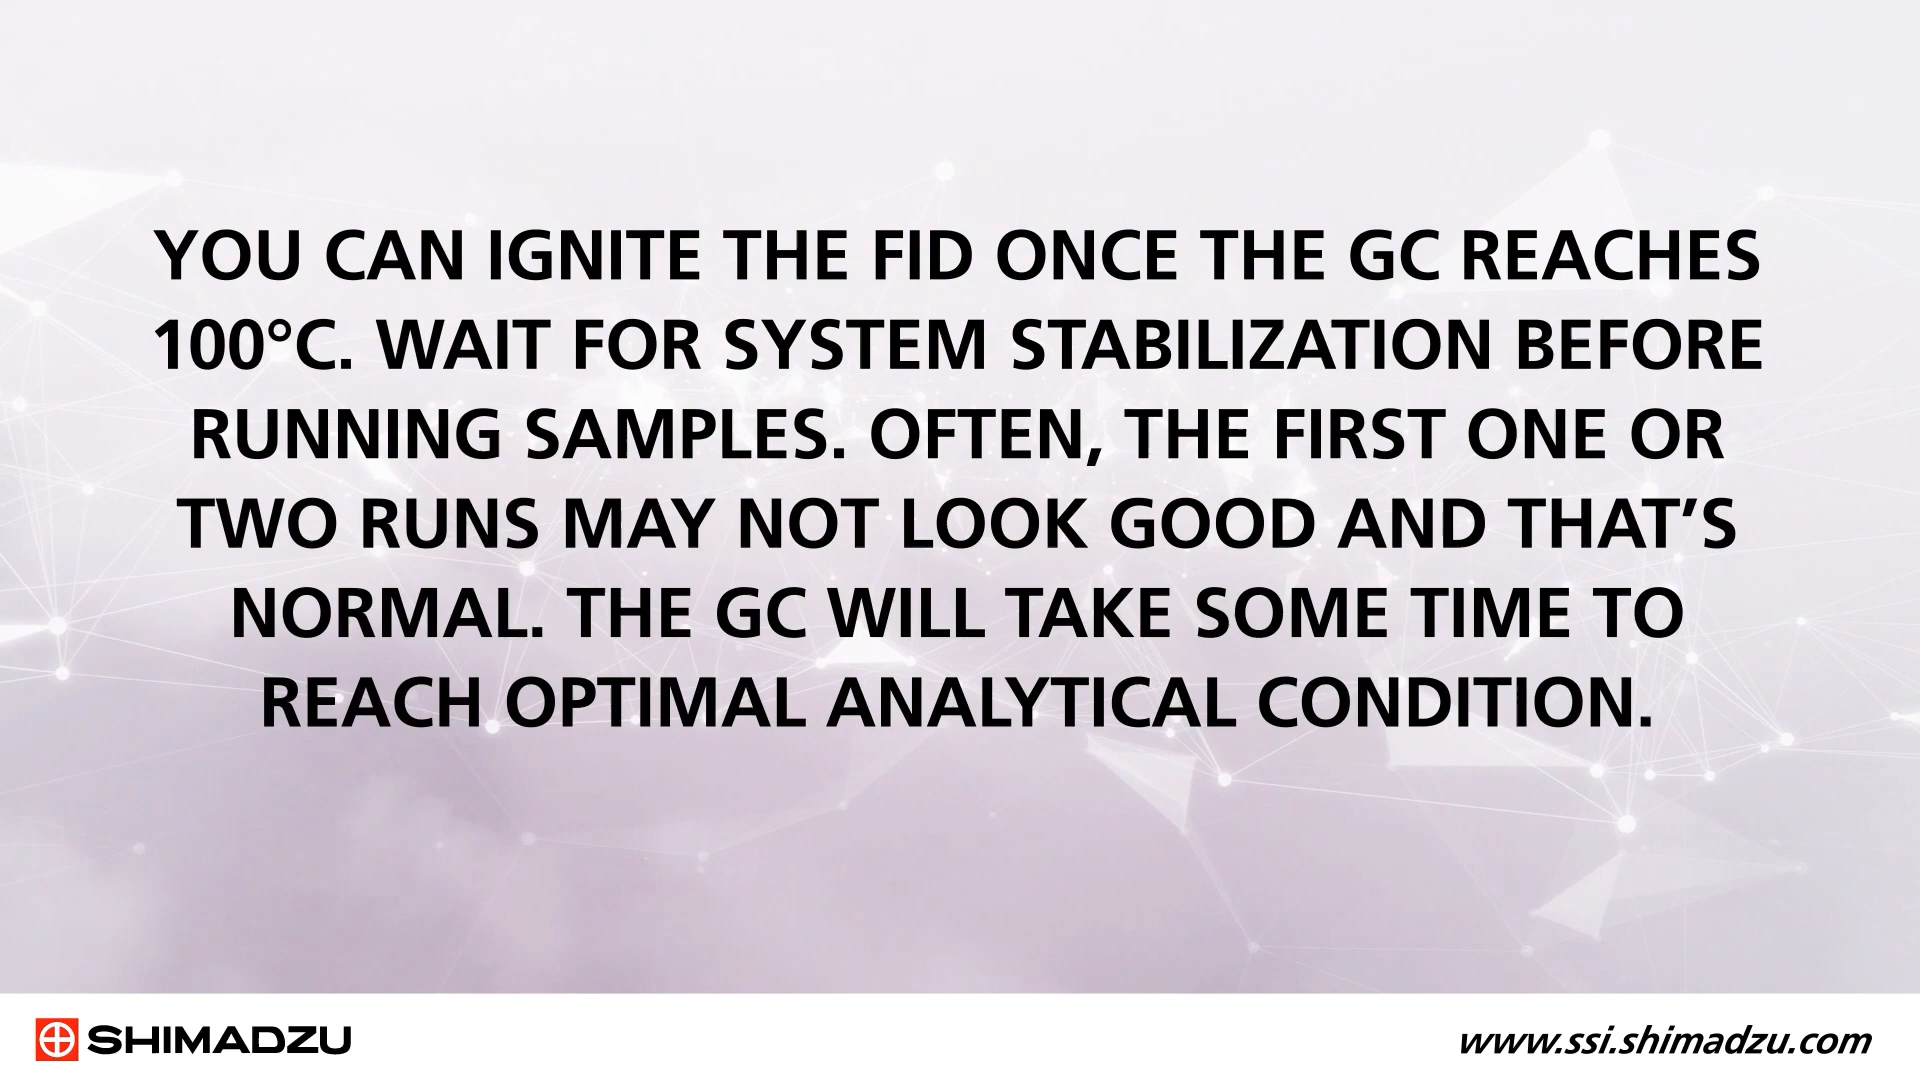 YOU CAN IGNITE THE FID ONCE THE GC REACHES
100°C. WAIT FOR SYSTEM STABILIZATION BEFORE
RUNNING SAMPLES. OFTEN, THE FIRST ONE OR
TWO RUNS MAY NOT LOOK GOOD AND THAT’S
NORMAL. THE GC WILL TAKE SOME TIME TO
REACH OPTIMAL ANALYTICAL CONDITION.
SHIMADZU
www.ssi.shimadzu.com